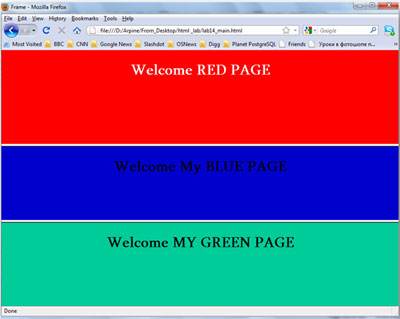 Frame - Mozilla Firefox
File Edit View History Bookmarks Tools Help
file:///D:/Arpine/From_Desktop/html_lab/lab14_main.html Google
Most Visited BBC CNN Google News Slashdot OSNews Digg Planet PostgreSQL Friends Уроки в фотошопе п...
Welcome RED PAGE
Welcome My BLUE PAGE
Welcome MY GREEN PAGE
Done